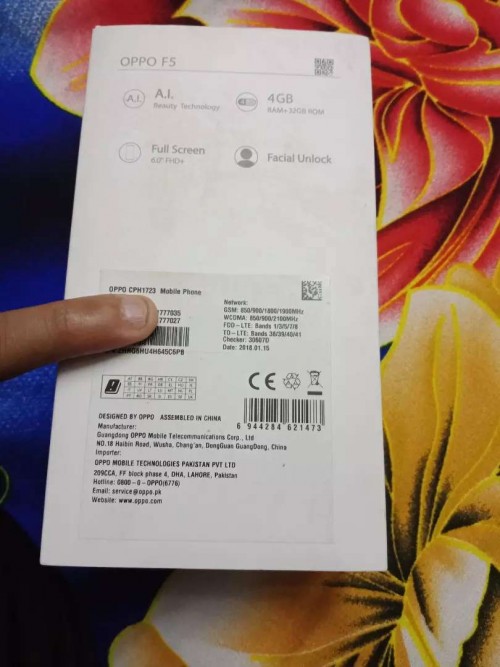 OPPO F5
A.I. A.I.
Beauty Technology
4GB
RAM+32GB ROM
Full Screen
6.0" FHD+
Facial Unlock
OPPO CPH1723 Mobile Phone
777035
777027
Network:
GSM: 850/900/1800/1900MHz
WCDMA: 850/900/2100MHz
FDD-LTE: Bands 1/3/5/7/8
TD-LTE: Bands 38/39/40/41
Checker: 30607D
Date: 2018.01.15
CE
6 944284 621473
DESIGNED BY OPPO ASSEMBLED IN CHINA
Manufacturer:
Guangdong OPPO Mobile Telecommunications Corp., Ltd
NO.18 Haibin Road, Wusha, Chang'an, DongGuan GuangDong, China
Importer:
OPPO MOBILE TECHNOLOGIES PAKISTAN PVT LTD
209CCA, FF block phase 4, DHA, LAHORE, Pakistan
Hotline: 0800-0-OPPO(6776)
Email: service@oppo.pk
Website: www.oppo.com